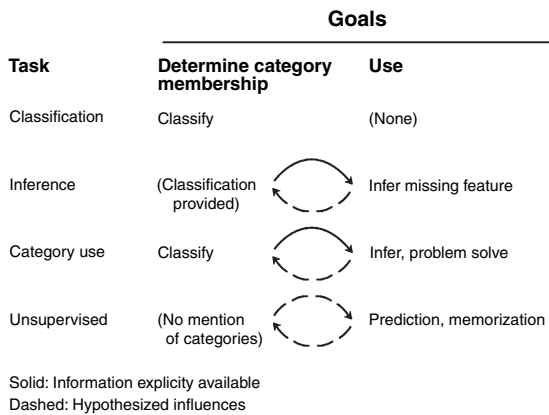 Goals
Task
Determine category
membership
Use
Classification
Classify
(None)
Inference
(Classification
provided)
Infer missing feature
Category use
Classify
Infer, problem solve
Unsupervised
(No mention
of categories)
Prediction, memorization
Solid: Information explicity available
Dashed: Hypothesized influences